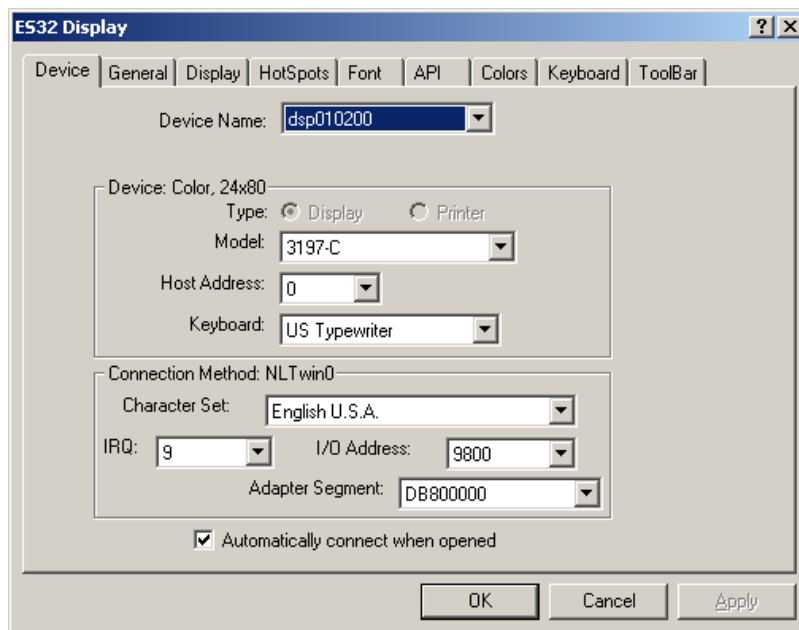 ES32 Display
Device General Display HotSpots Font API Colors Keyboard ToolBar
Device Name: dsp010200
Device: Color, 24x80
Type: Display Printer
Model: 3197-C
Host Address: 0
Keyboard: US Typewriter
Connection Method: NLTwin0
Character Set: English U.S.A.
IRQ: 9 I/O Address: 9800
Adapter Segment: DB800000
Automatically connect when opened
OK Cancel Apply